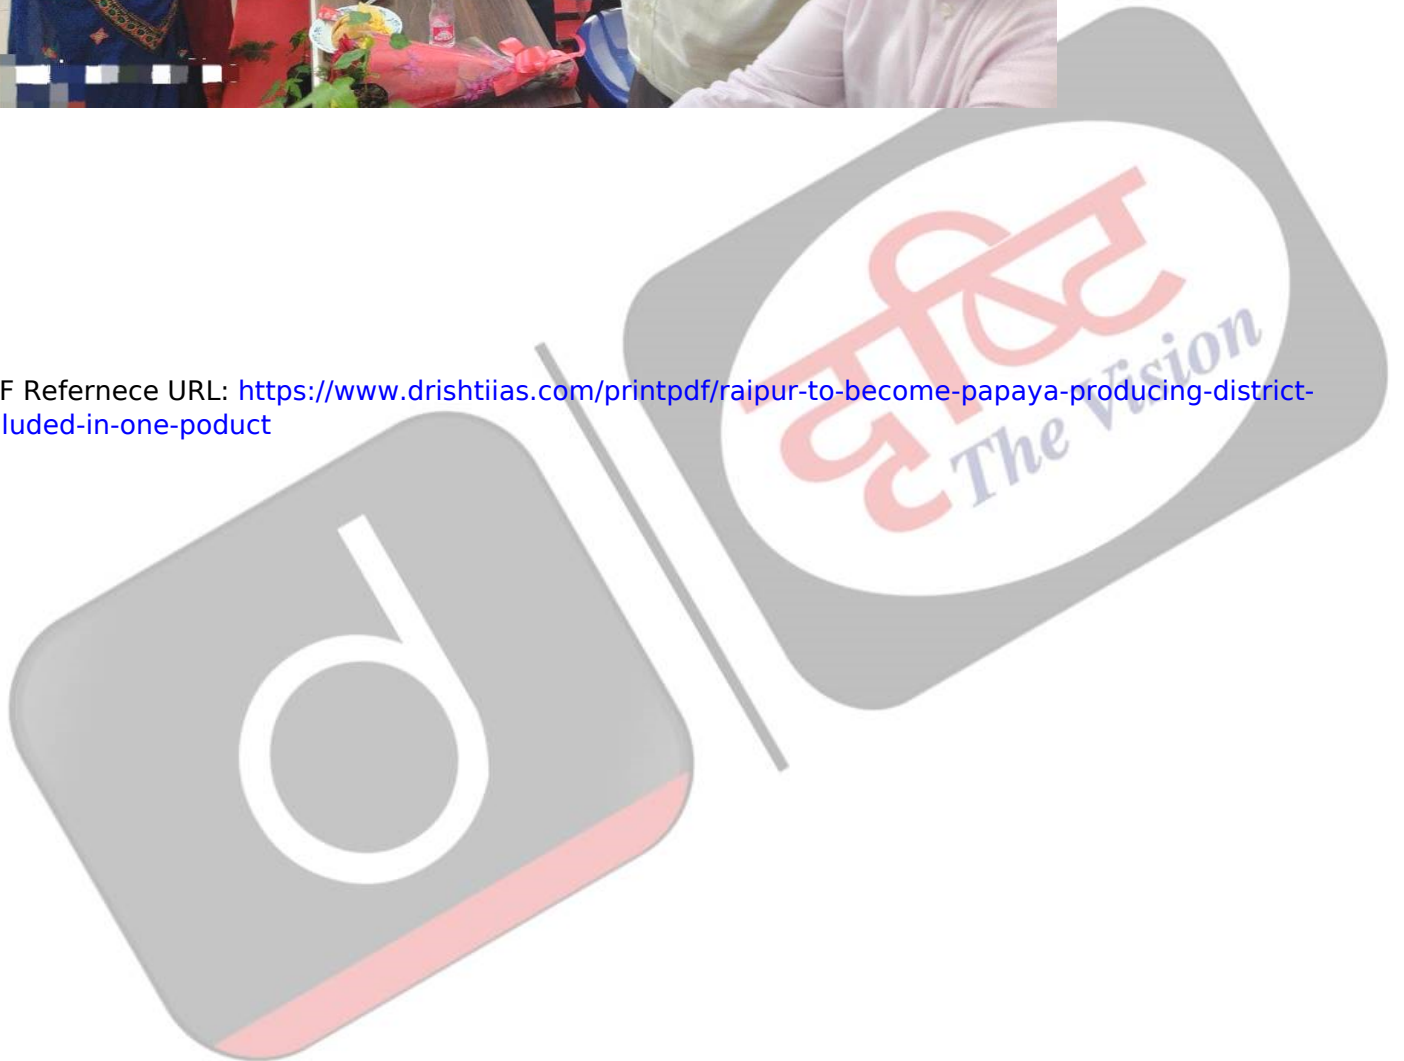 F Refernece URL: https://www.drishtiias.com/printpdf/raipur-to-become-papaya-producing-district-
luded-in-one-poduct
दृष्टि
The Vision
d